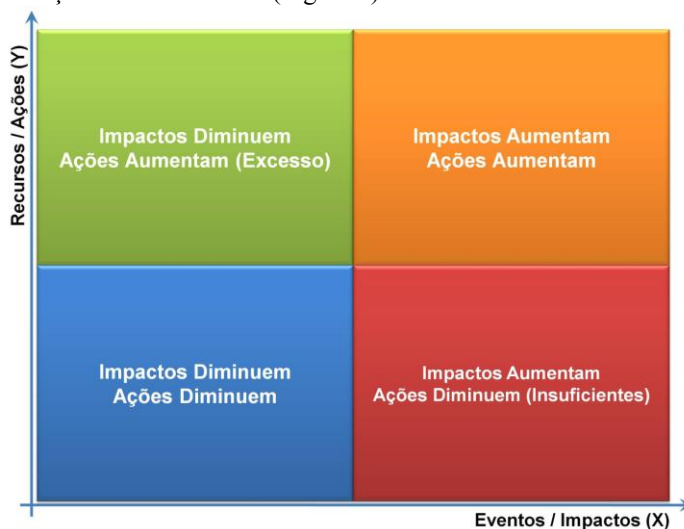 Recursos / Ações (Y)
Impactos Diminuem
Ações Aumentam (Excesso)
Impactos Aumentam
Ações Aumentam
Impactos Diminuem
Ações Diminuem
Impactos Aumentam
Ações Diminuem (Insuficientes)
Eventos / Impactos (X)